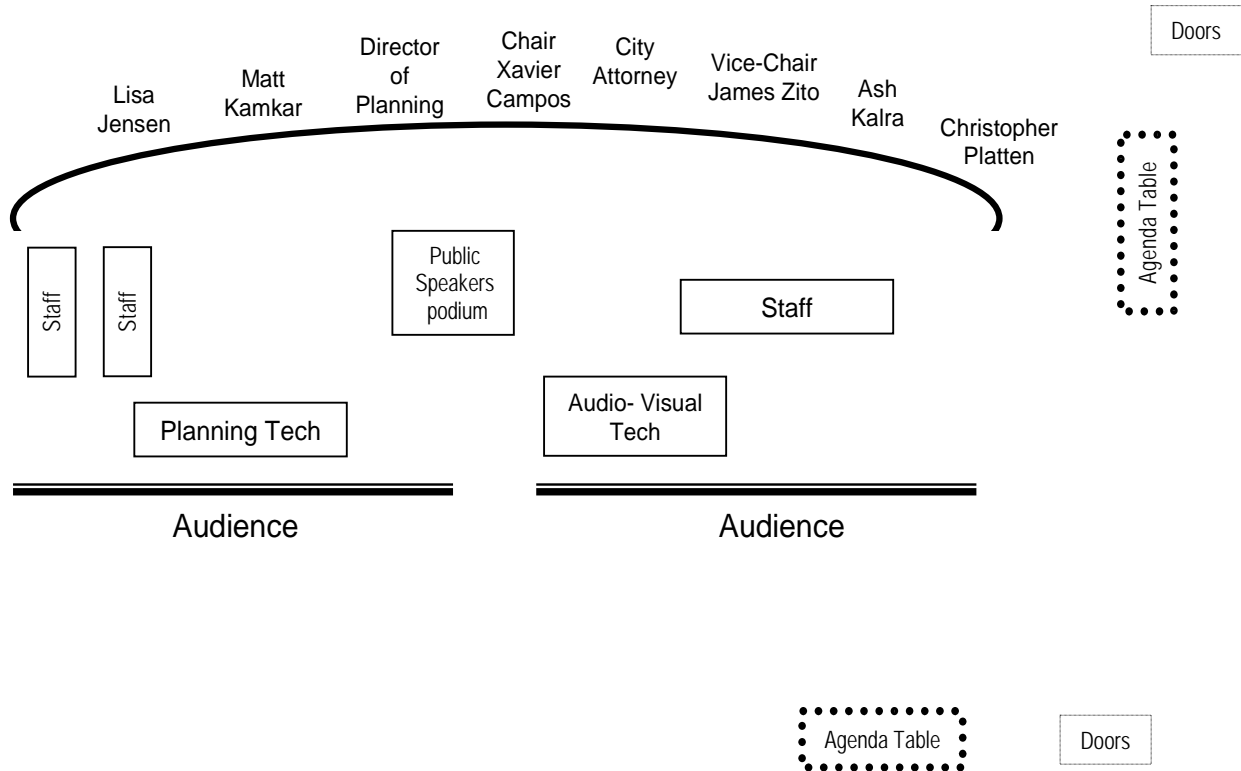 Doors
Lisa
Jensen
Matt
Kamkar
Director
of
Planning
Chair
Xavier
Campos
City
Attorney
Vice-Chair
James Zito
Ash
Kalra
Christopher
Platten
Agenda Table
Staff
Staff
Public
Speakers
podium
Staff
Planning Tech
Audio- Visual
Tech
Audience
Audience
Agenda Table
Doors